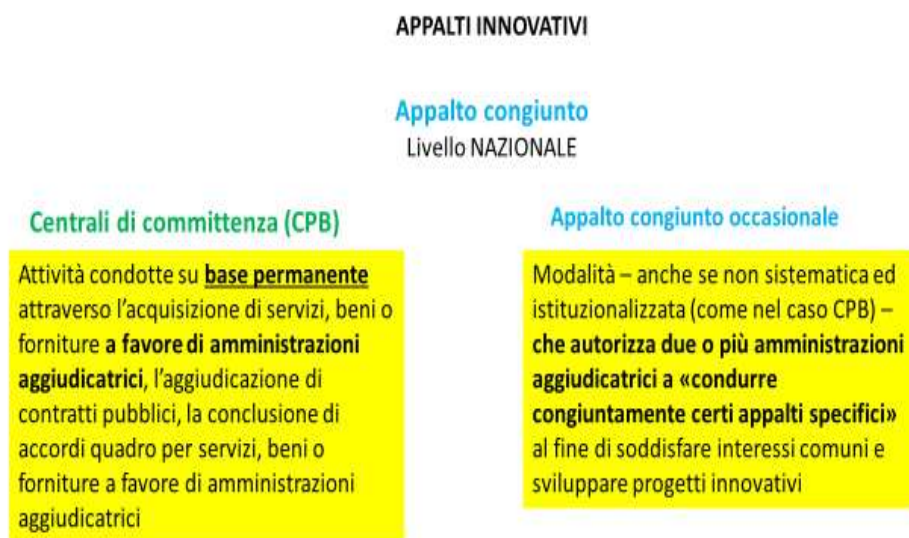 APPALTI INNOVATIVI
Appalto congiunto
Livello NAZIONALE
Centrali di committenza (CPB)
Attività condotte su base permanente
attraverso l'acquisizione di servizi, beni o
forniture a favore di amministrazioni
aggiudicatrici, l'aggiudicazione di
contratti pubblici, la conclusione di
accordi quadro per servizi, beni o
forniture a favore di amministrazioni
aggiudicatrici
Appalto congiunto occasionale
Modalità – anche se non sistematica ed
istituzionalizzata (come nel caso CPB) –
che autorizza due o più amministrazioni
aggiudicatrici a «condurre
congiuntamente certi appalti specifici»
al fine di soddisfare interessi comuni e
sviluppare progetti innovativi